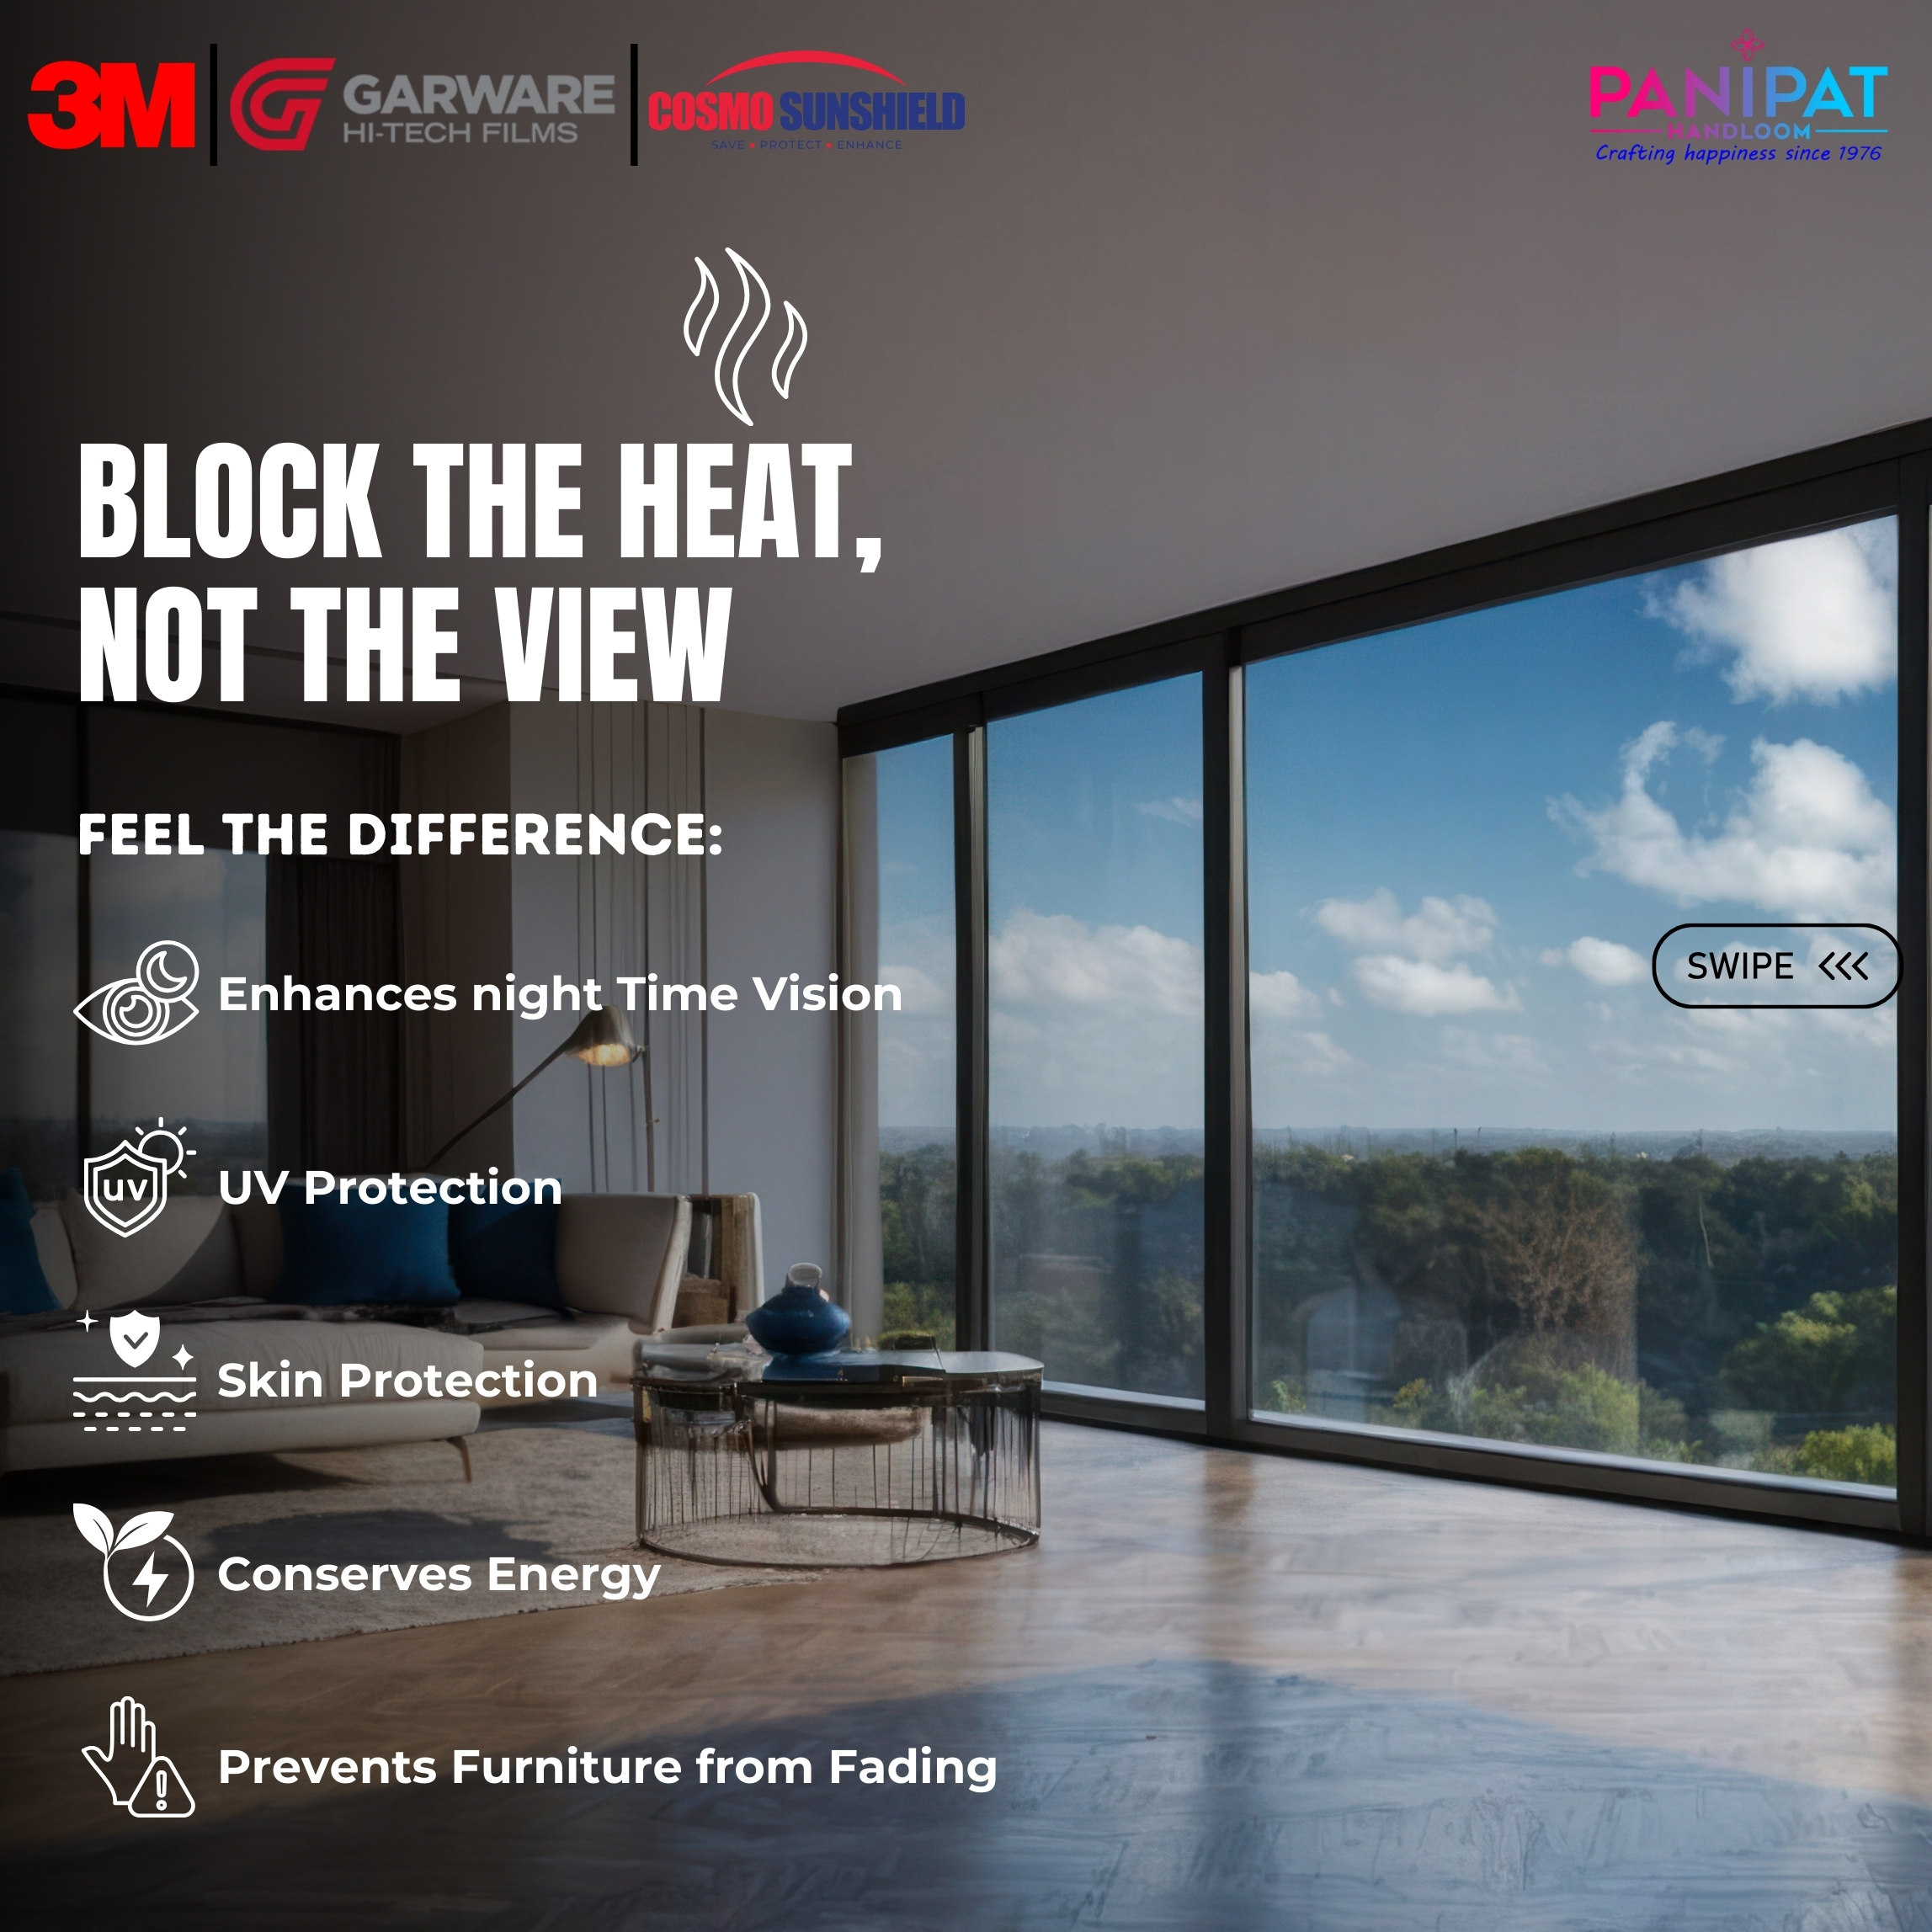 3M
GARWARE
HI-TECH FILMS
COSMO SUNSHIELD
SAVE • PROTECT • ENHANCE
PANIPAT
HANDLOOM
Crafting happiness since 1976
BLOCK THE HEAT,
NOT THE VIEW
FEEL THE DIFFERENCE:
Enhances night Time Vision
SWIPE
uv
UV Protection
Skin Protection
Conserves Energy
Prevents Furniture from Fading